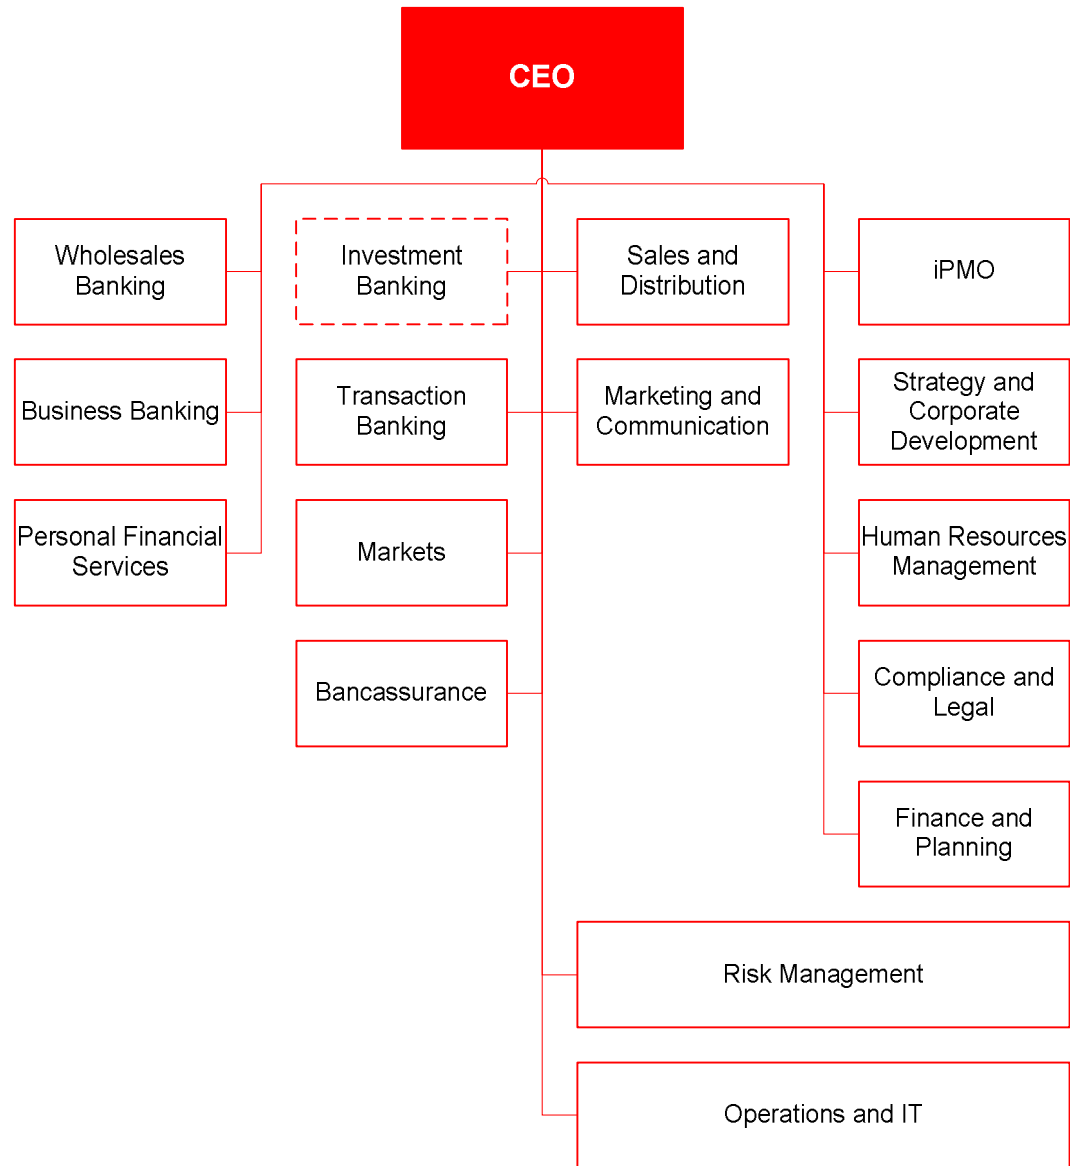 CEO
Wholesales
Banking
Investment
Banking
Sales and
Distribution
iPMO
Business Banking
Transaction
Banking
Marketing and
Communication
Strategy and
Corporate
Development
Personal Financial
Services
Markets
Human Resources
Management
Bancassurance
Compliance and
Legal
Finance and
Planning
Risk Management
Operations and IT